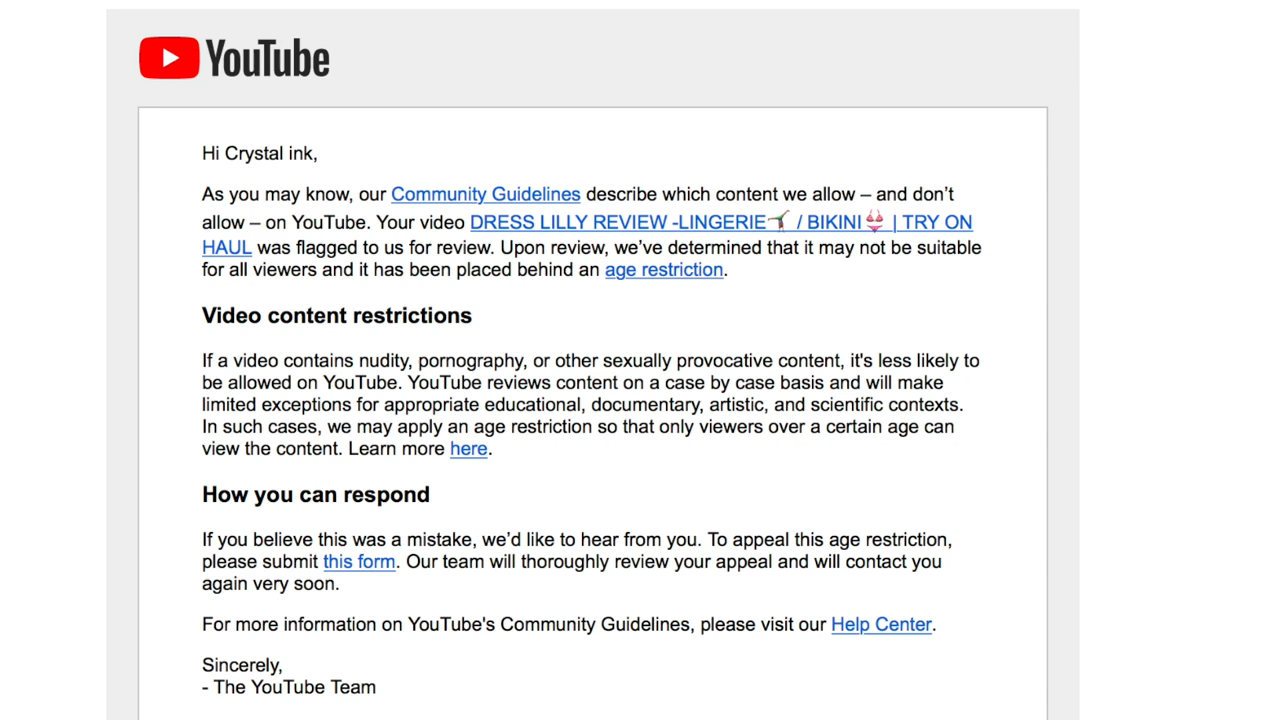 YouTube
Hi Crystal ink,
As you may know, our Community Guidelines describe which content we allow – and don’t
allow – on YouTube. Your video DRESS LILLY REVIEW -LINGERIE🤸 / BIKINI👙 | TRY ON
HAUL was flagged to us for review. Upon review, we’ve determined that it may not be suitable
for all viewers and it has been placed behind an age restriction.
Video content restrictions
If a video contains nudity, pornography, or other sexually provocative content, it's less likely to
be allowed on YouTube. YouTube reviews content on a case by case basis and will make
limited exceptions for appropriate educational, documentary, artistic, and scientific contexts.
In such cases, we may apply an age restriction so that only viewers over a certain age can
view the content. Learn more here.
How you can respond
If you believe this was a mistake, we’d like to hear from you. To appeal this age restriction,
please submit this form. Our team will thoroughly review your appeal and will contact you
again very soon.
For more information on YouTube's Community Guidelines, please visit our Help Center.
Sincerely,
- The YouTube Team